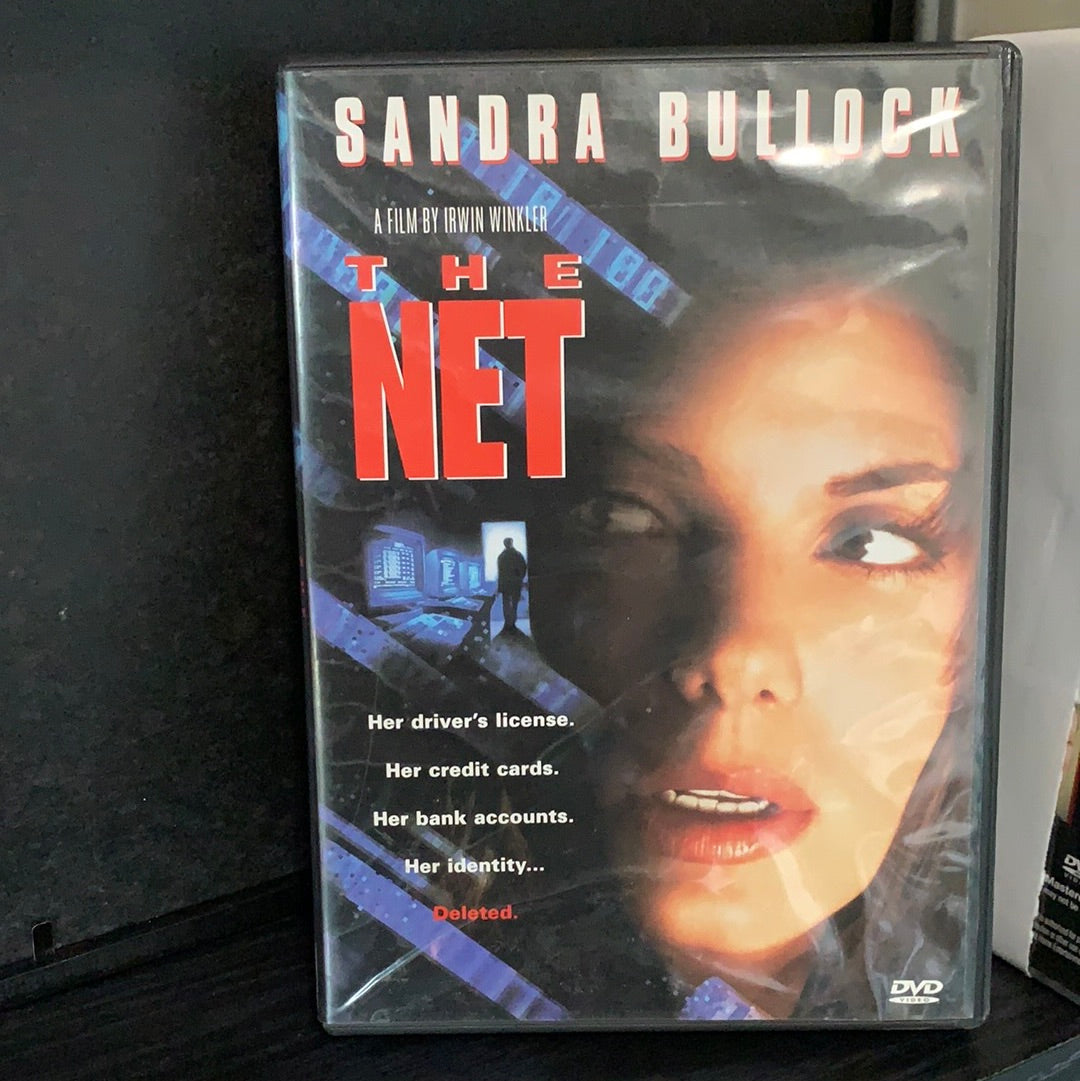 SANDRA BULLOCK
A FILM BY IRWIN WINKLER
THE
NET
Her driver's license.
Her credit cards.
Her bank accounts.
Her identity...
Deleted.
DVD
VIDEO